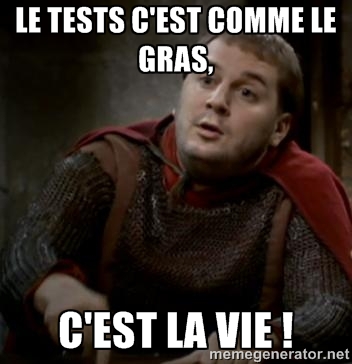 LE TESTS C'EST COMME LE
GRAS,
C'EST LA VIE !
memegenerator.net